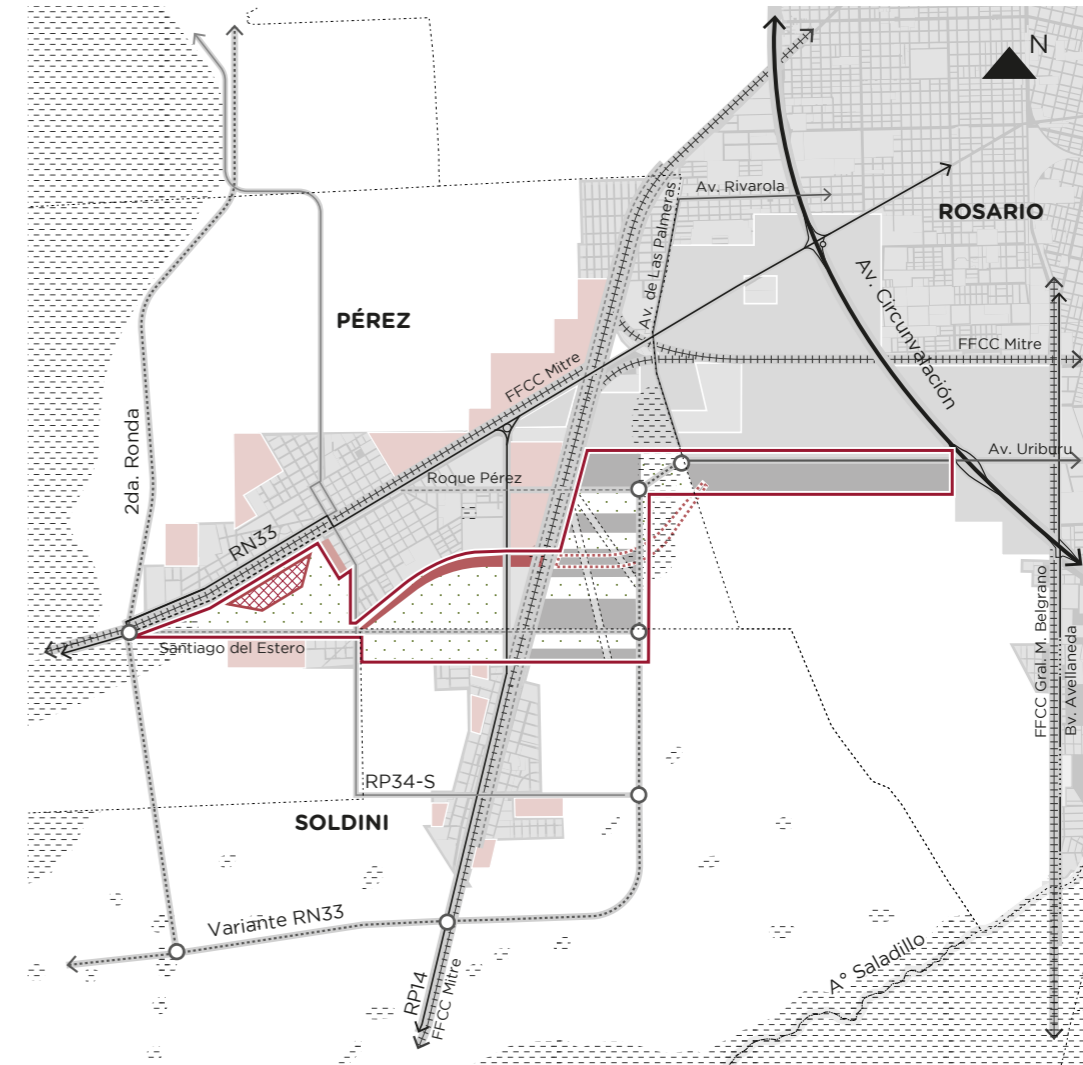 N
Av. Rivarola
ROSARIO
Av. de Las Palmeras
Av. Circunvalación
PÉREZ
FFCC Mitre
FFCC Mitre
2da. Ronda
Av. Uriburu
Roque Pérez
RN33
Santiago del Estero
FFCC Gral. M. Belgrano
Bv. Avellaneda
RP34-S
SOLDINI
Variante RN33
A° Saladillo
RP14
FFCC Mitre